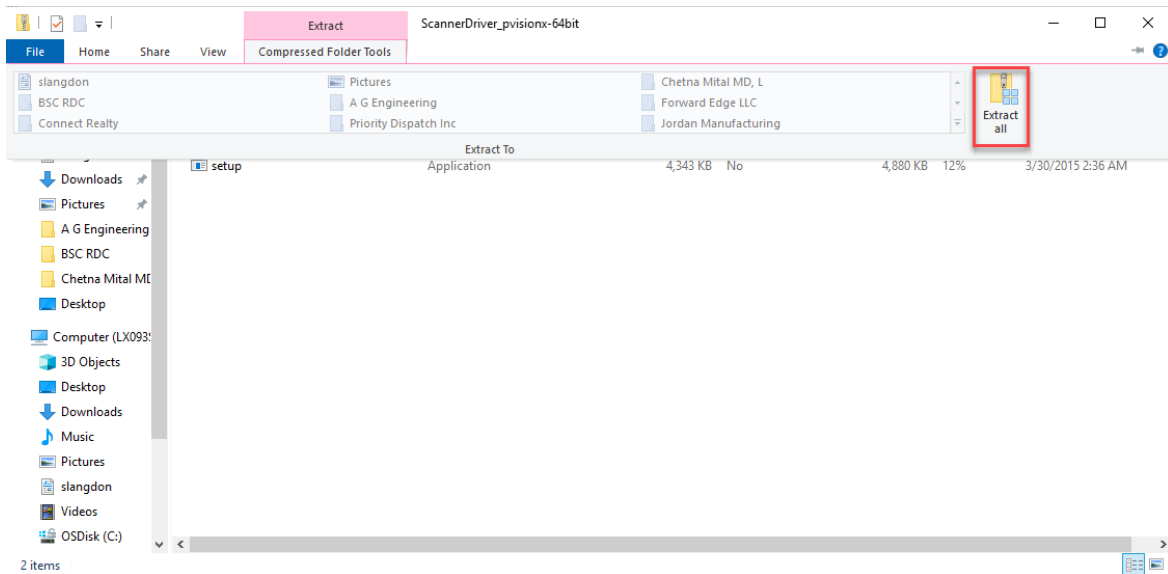 Extract ScannerDriver_pvisionx-64bit
File Home Share View Compressed Folder Tools
slangdon Pictures Chetna Mital MD, L
BSC RDC A G Engineering Forward Edge LLC
Connect Realty Priority Dispatch Inc Jordan Manufacturing
Extract
all
Extract To
setup Application 4,343 KB No 4,880 KB 12% 3/30/2015 2:36 AM
Downloads
Pictures
A G Engineering
BSC RDC
Chetna Mital MD
Desktop
Computer (LX093
3D Objects
Desktop
Downloads
Music
Pictures
slangdon
Videos
OSDisk (C:)
2 items